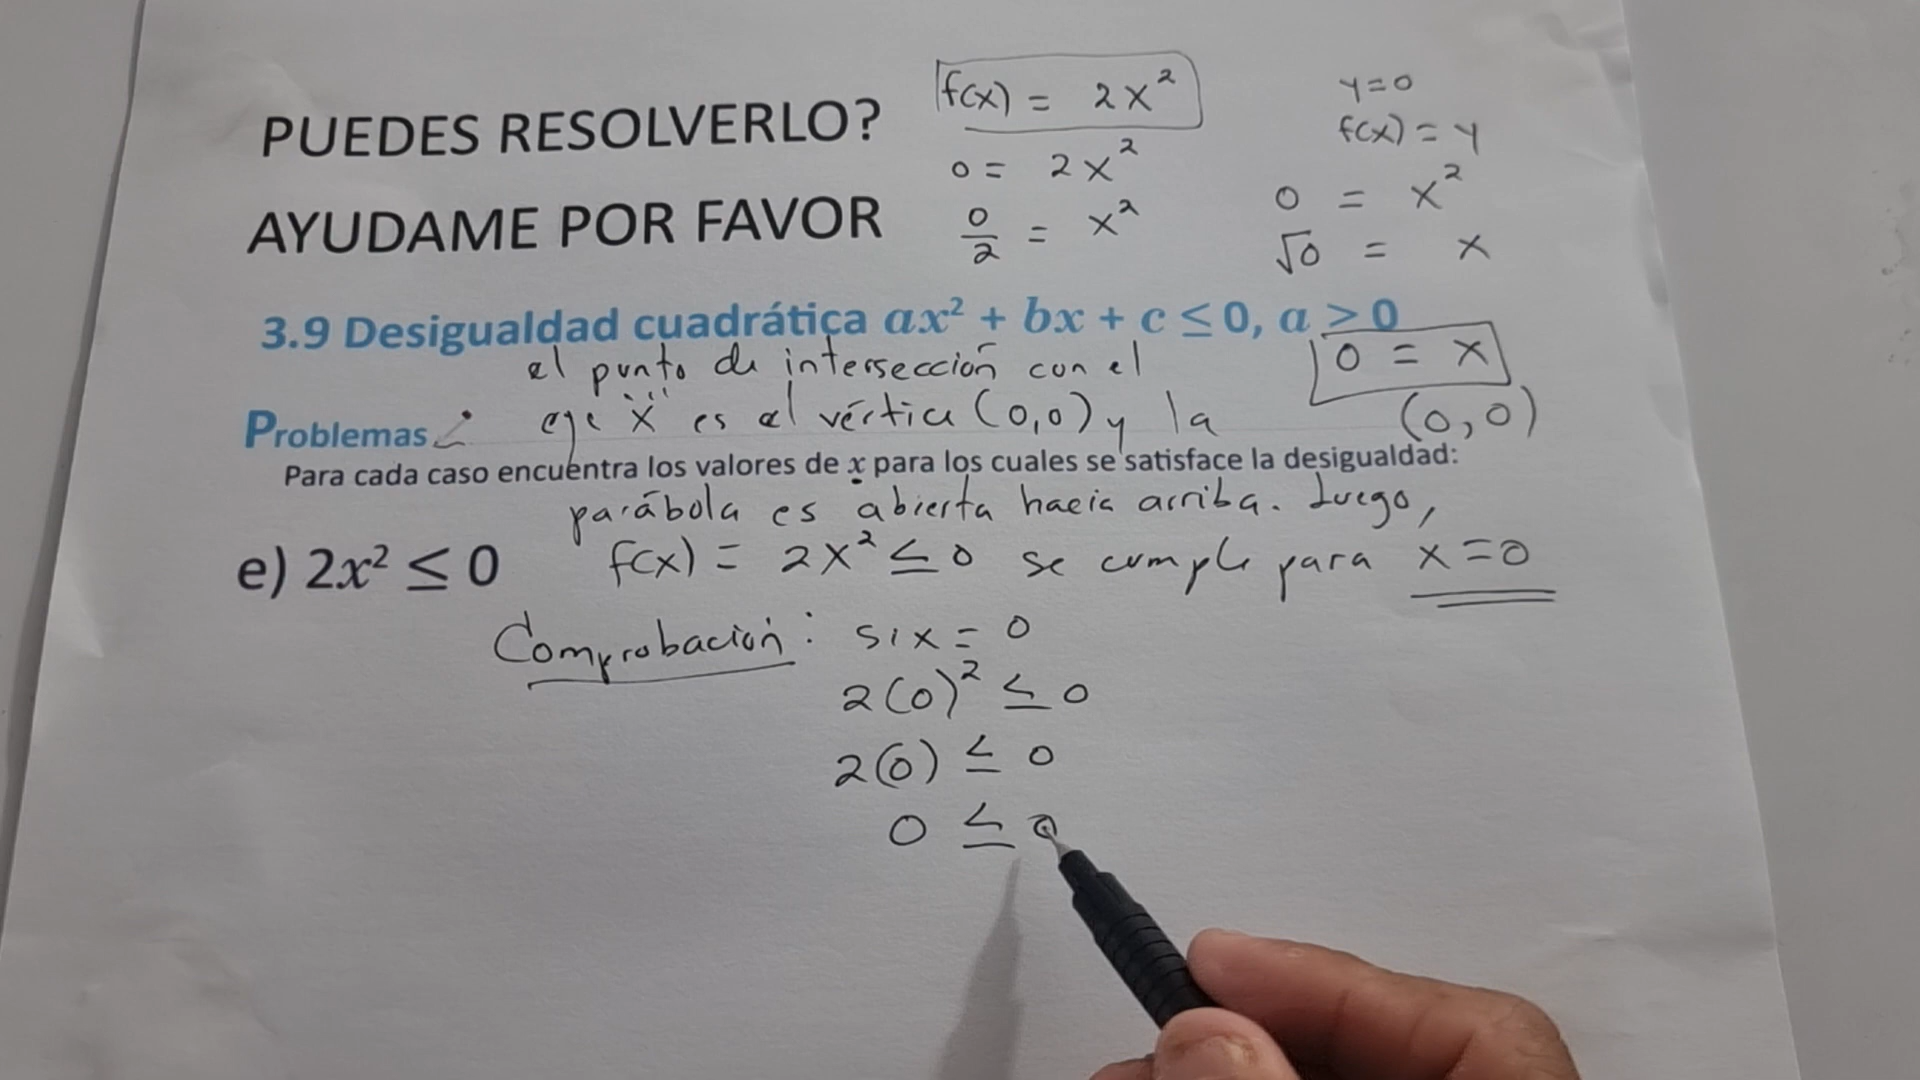 PUEDES RESOLVERLO?
AYUDAME POR FAVOR
f(x) = 2x²
0 = 2x²
0/2 = x²
y=0
f(x) = y
0 = x²
√0 = x
3.9 Desigualdad cuadrática ax² + bx + c ≤ 0, a > 0
0 = x
(0,0)
el punto de intersección con el
Problemas
eje "x" es el vértice (0,0) y la
Para cada caso encuentra los valores de x para los cuales se satisface la desigualdad:
parábola es abierta hacia arriba. Luego,
e) 2x² ≤ 0
f(x) = 2x² ≤ 0 se cumple para x=0
Comprobación: si x = 0
2(0)² ≤ 0
2(0) ≤ 0
0 ≤ 0